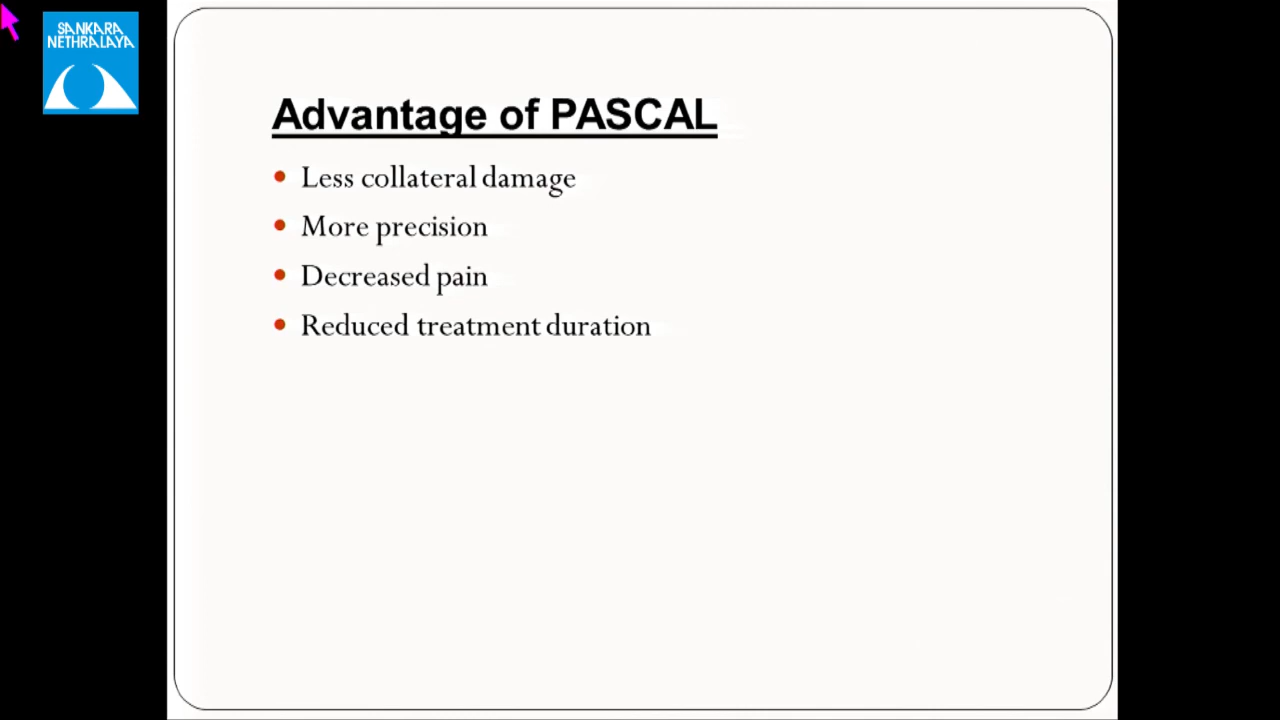 SANKARA
NETHRALAYA
Advantage of PASCAL
Less collateral damage
More precision
Decreased pain
Reduced treatment duration